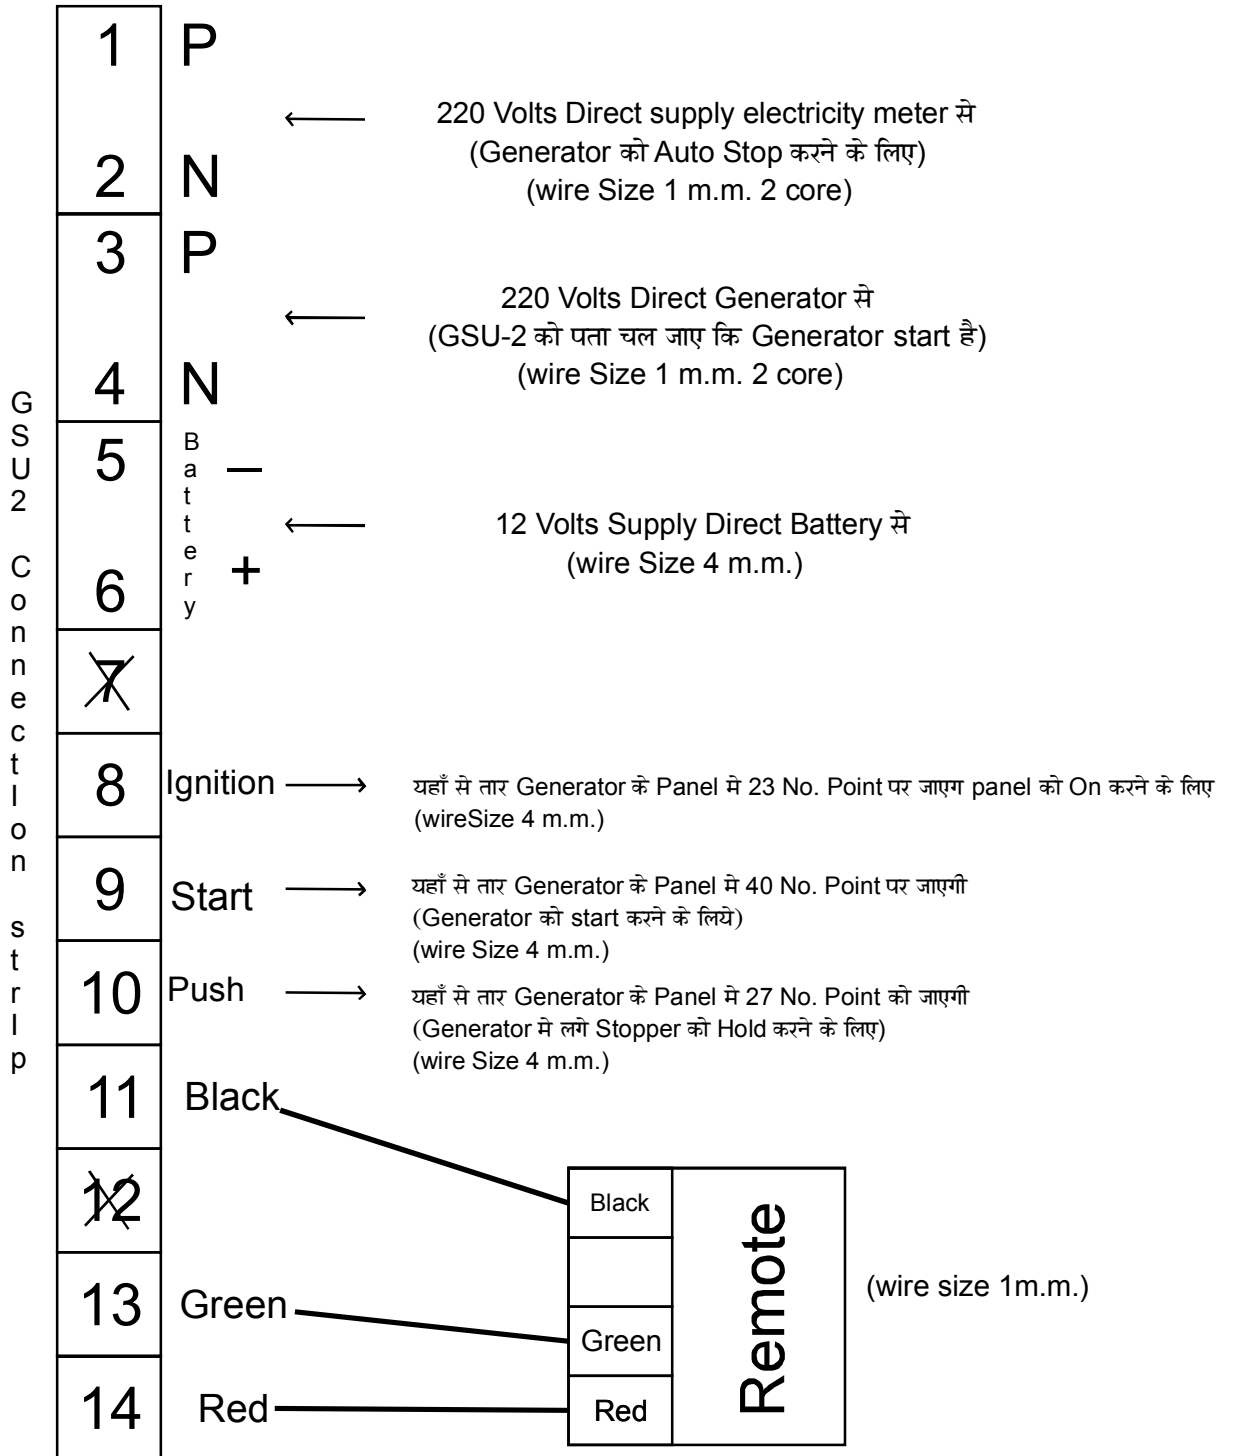 GSU2 ConnectIon strIp
1 P
220 Volts Direct supply electricity meter से
(Generator को Auto Stop करने के लिए)
2 N
(wire Size 1 m.m. 2 core)
3 P
220 Volts Direct Generator से
(GSU-2 को पता चल जाए कि Generator start है)
4 N
(wire Size 1 m.m. 2 core)
5 Battery −
12 Volts Supply Direct Battery से
(wire Size 4 m.m.)
6 +
7
8 Ignition
यहाँ से तार Generator के Panel मे 23 No. Point पर जाएग panel को On करने के लिए
(wireSize 4 m.m.)
9 Start
यहाँ से तार Generator के Panel मे 40 No. Point पर जाएगी
(Generator को start करने के लिये)
(wire Size 4 m.m.)
10 Push
यहाँ से तार Generator के Panel मे 27 No. Point को जाएगी
(Generator मे लगे Stopper को Hold करने के लिए)
(wire Size 4 m.m.)
11 Black
12
13 Green
14 Red
Black
Green
Red
Remote
(wire size 1m.m.)